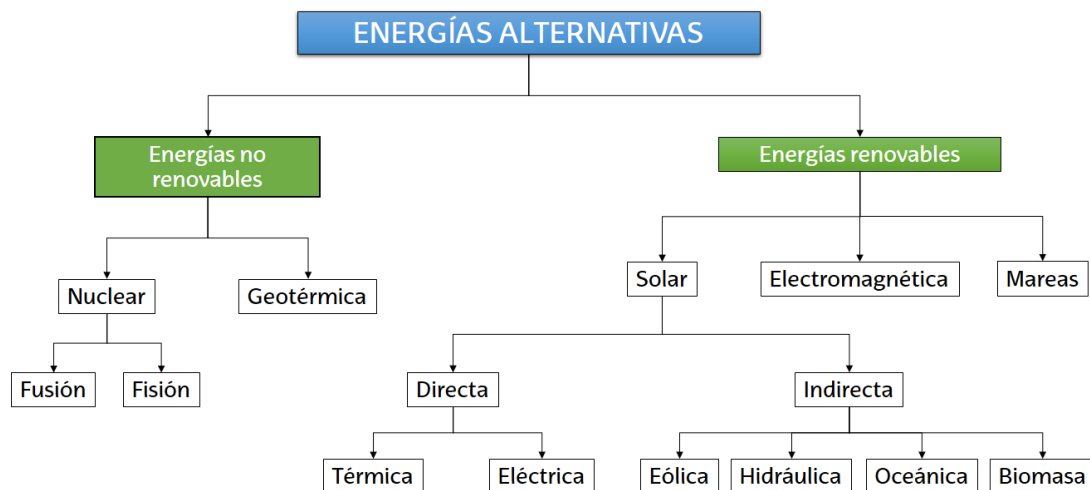 ENERGÍAS ALTERNATIVAS
Energías no
renovables
Energías renovables
Solar
Electromagnética
Mareas
Nuclear
Geotérmica
Fusión
Fisión
Directa
Indirecta
Térmica
Eléctrica
Eólica
Hidráulica
Oceánica
Biomasa